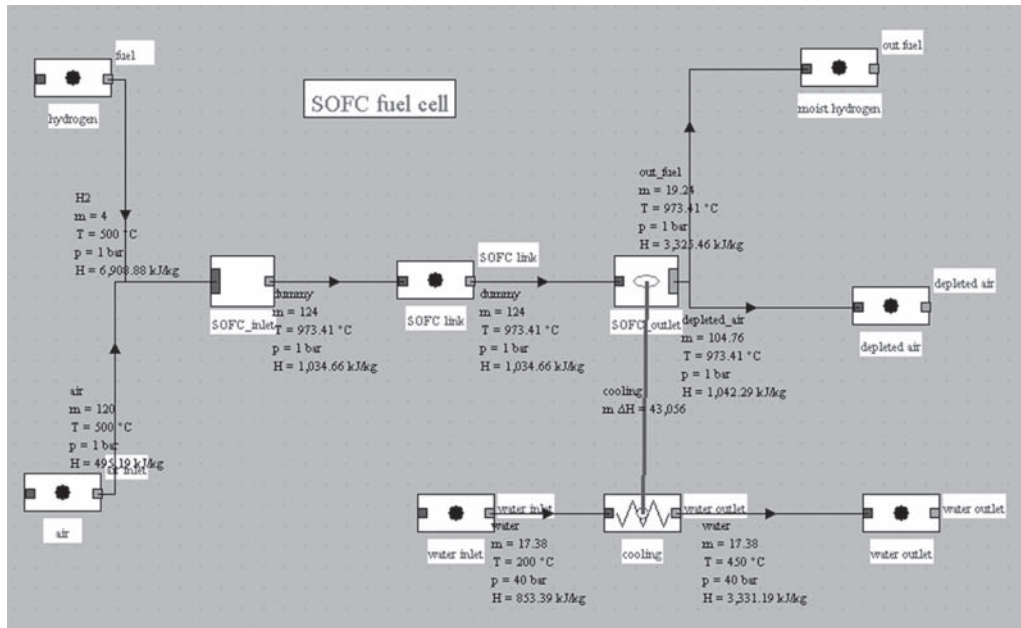 fuel
hydrogen
SOFC fuel cell
out fuel
moist hydrogen
H2
m = 4
T = 500 °C
p = 1 bar
H = 6,908.88 kJ/kg
out_fuel
m = 19.24
T = 973.41 °C
p = 1 bar
H = 3,325.46 kJ/kg
SOFC_inlet
dummy
m = 124
T = 973.41 °C
p = 1 bar
H = 1,034.66 kJ/kg
SOFC link
SOFC link
dummy
m = 124
T = 973.41 °C
p = 1 bar
H = 1,034.66 kJ/kg
SOFC_outlet
depleted_air
m = 104.76
T = 973.41 °C
p = 1 bar
H = 1,042.29 kJ/kg
depleted air
depleted air
air
m = 120
T = 500 °C
p = 1 bar
H = 495.19 kJ/kg
air inlet
air
cooling
m ΔH = 43,056
water inlet
water inlet
water
m = 17.38
T = 200 °C
p = 40 bar
H = 853.39 kJ/kg
cooling
water outlet
water
m = 17.38
T = 450 °C
p = 40 bar
H = 3,331.19 kJ/kg
water outlet
water outlet